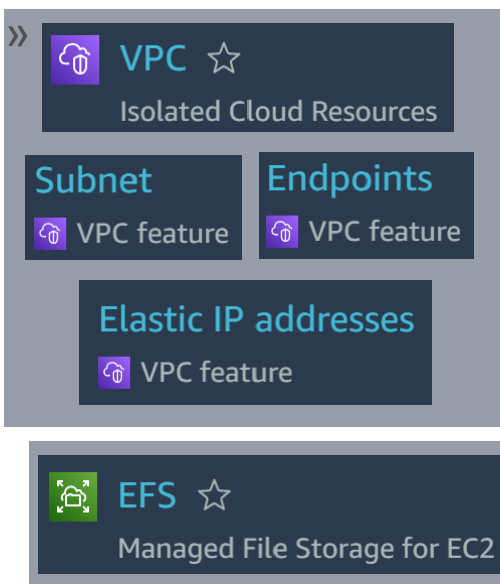 »
VPC ☆
Isolated Cloud Resources
Subnet
VPC feature
Endpoints
VPC feature
Elastic IP addresses
VPC feature
EFS ☆
Managed File Storage for EC2